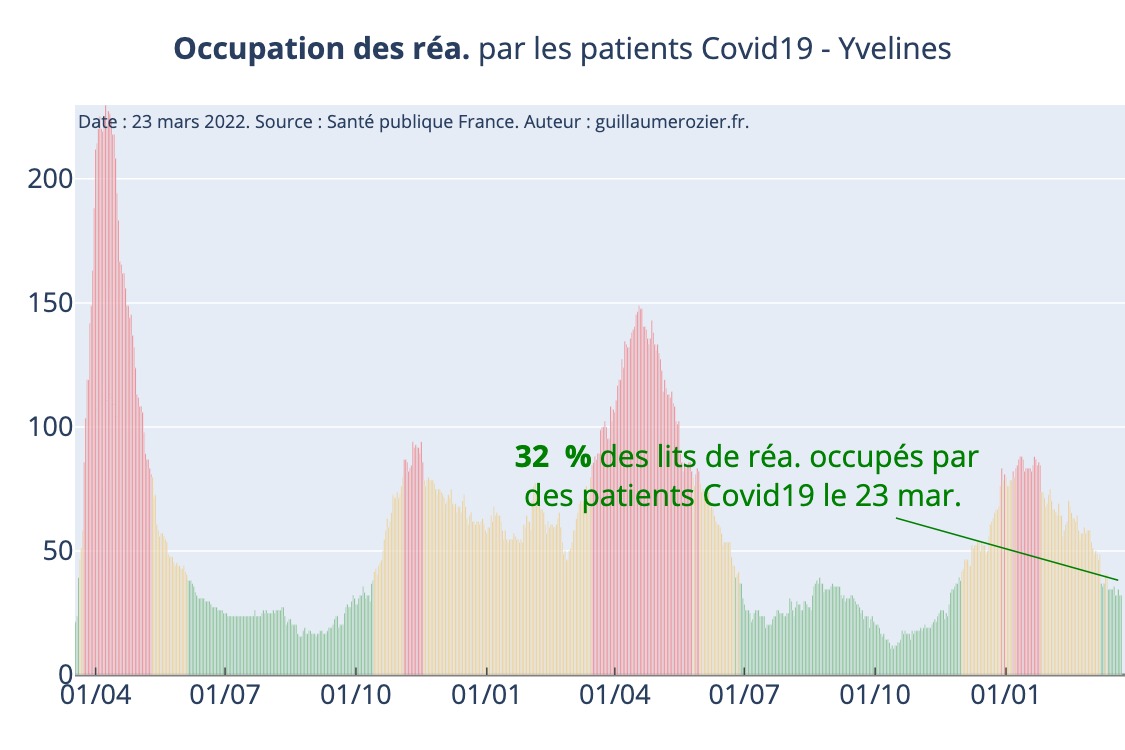 Occupation des réa. par les patients Covid19 - Yvelines
Date : 23 mars 2022. Source : Santé publique France. Auteur : guillaumerozier.fr.
200
150
100
32  % des lits de réa. occupés par
des patients Covid19 le 23 mar.
50
0
01/04 01/07 01/10 01/01 01/04 01/07 01/10 01/01